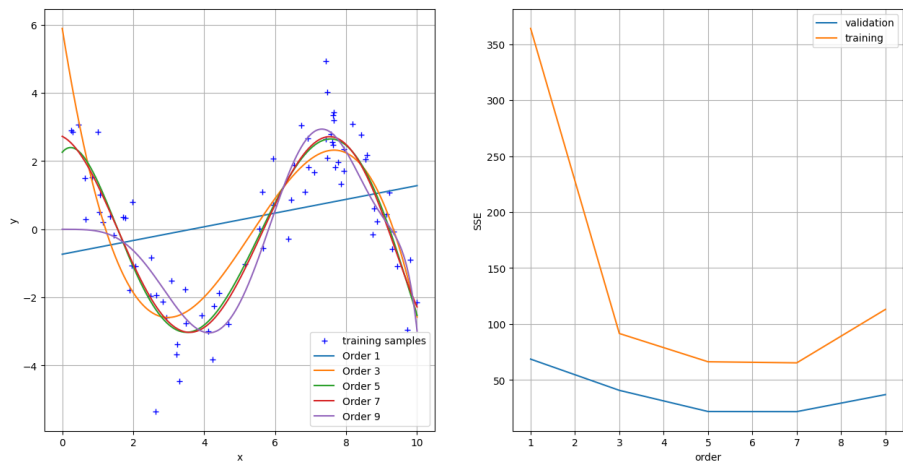 6
4
2
0
−2
−4
y
0
2
4
6
8
10
x
training samples
Order 1
Order 3
Order 5
Order 7
Order 9
350
300
250
200
150
100
50
SSE
1
2
3
4
5
6
7
8
9
order
validation
training